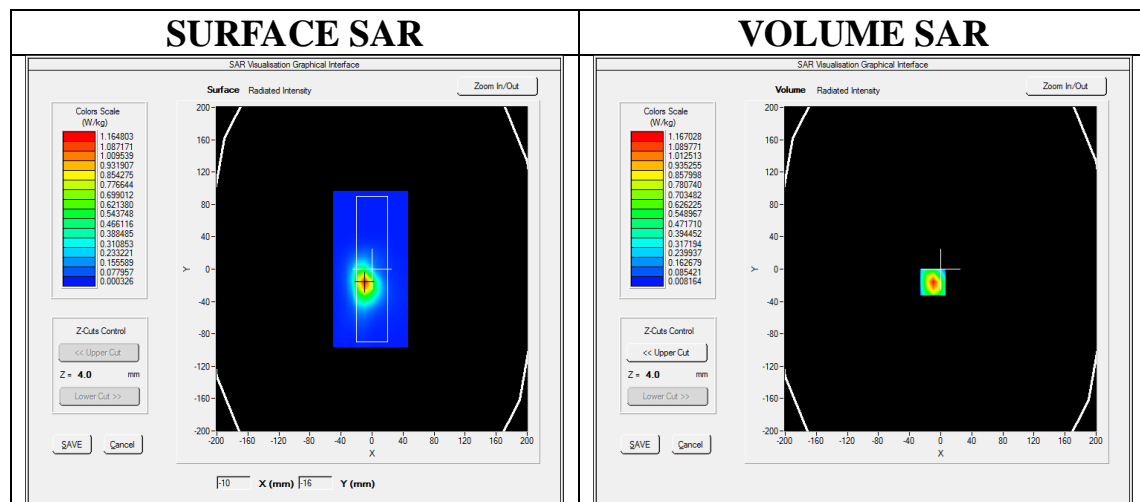 SURFACE SAR
VOLUME SAR
SAR Visualisation Graphical Interface
Surface Radiated Intensity
Zoom In/Out
Colors Scale
(W/kg)
1.164803
1.087171
1.009539
0.931907
0.854275
0.776644
0.699012
0.621380
0.543748
0.466116
0.388485
0.310853
0.233221
0.155589
0.077957
0.000326
Z-Cuts Control
<< Upper Cut
Z = 4.0 mm
Lower Cut >>
SAVE Cancel
200
160
120
80
40
0
-40
-80
-120
-160
-200
Y
-200 -160 -120 -80 -40 0 40 80 120 160 200
X
-10 X (mm) -16 Y (mm)
SAR Visualisation Graphical Interface
Volume Radiated Intensity
Zoom In/Out
Colors Scale
(W/kg)
1.167028
1.089771
1.012513
0.935255
0.857998
0.780740
0.703482
0.626225
0.548967
0.471710
0.394452
0.317194
0.239937
0.162679
0.085421
0.008164
Z-Cuts Control
<< Upper Cut
Z = 4.0 mm
Lower Cut >>
SAVE Cancel
200
160
120
80
40
0
-40
-80
-120
-160
-200
Y
-200 -160 -120 -80 -40 0 40 80 120 160 200
X